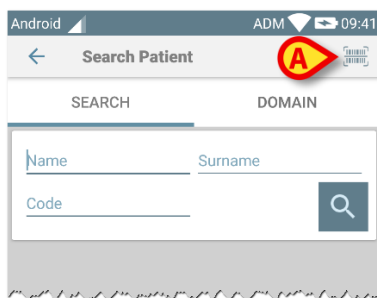 Android ADM 09:41
Search Patient A
SEARCH DOMAIN
Name Surname
Code